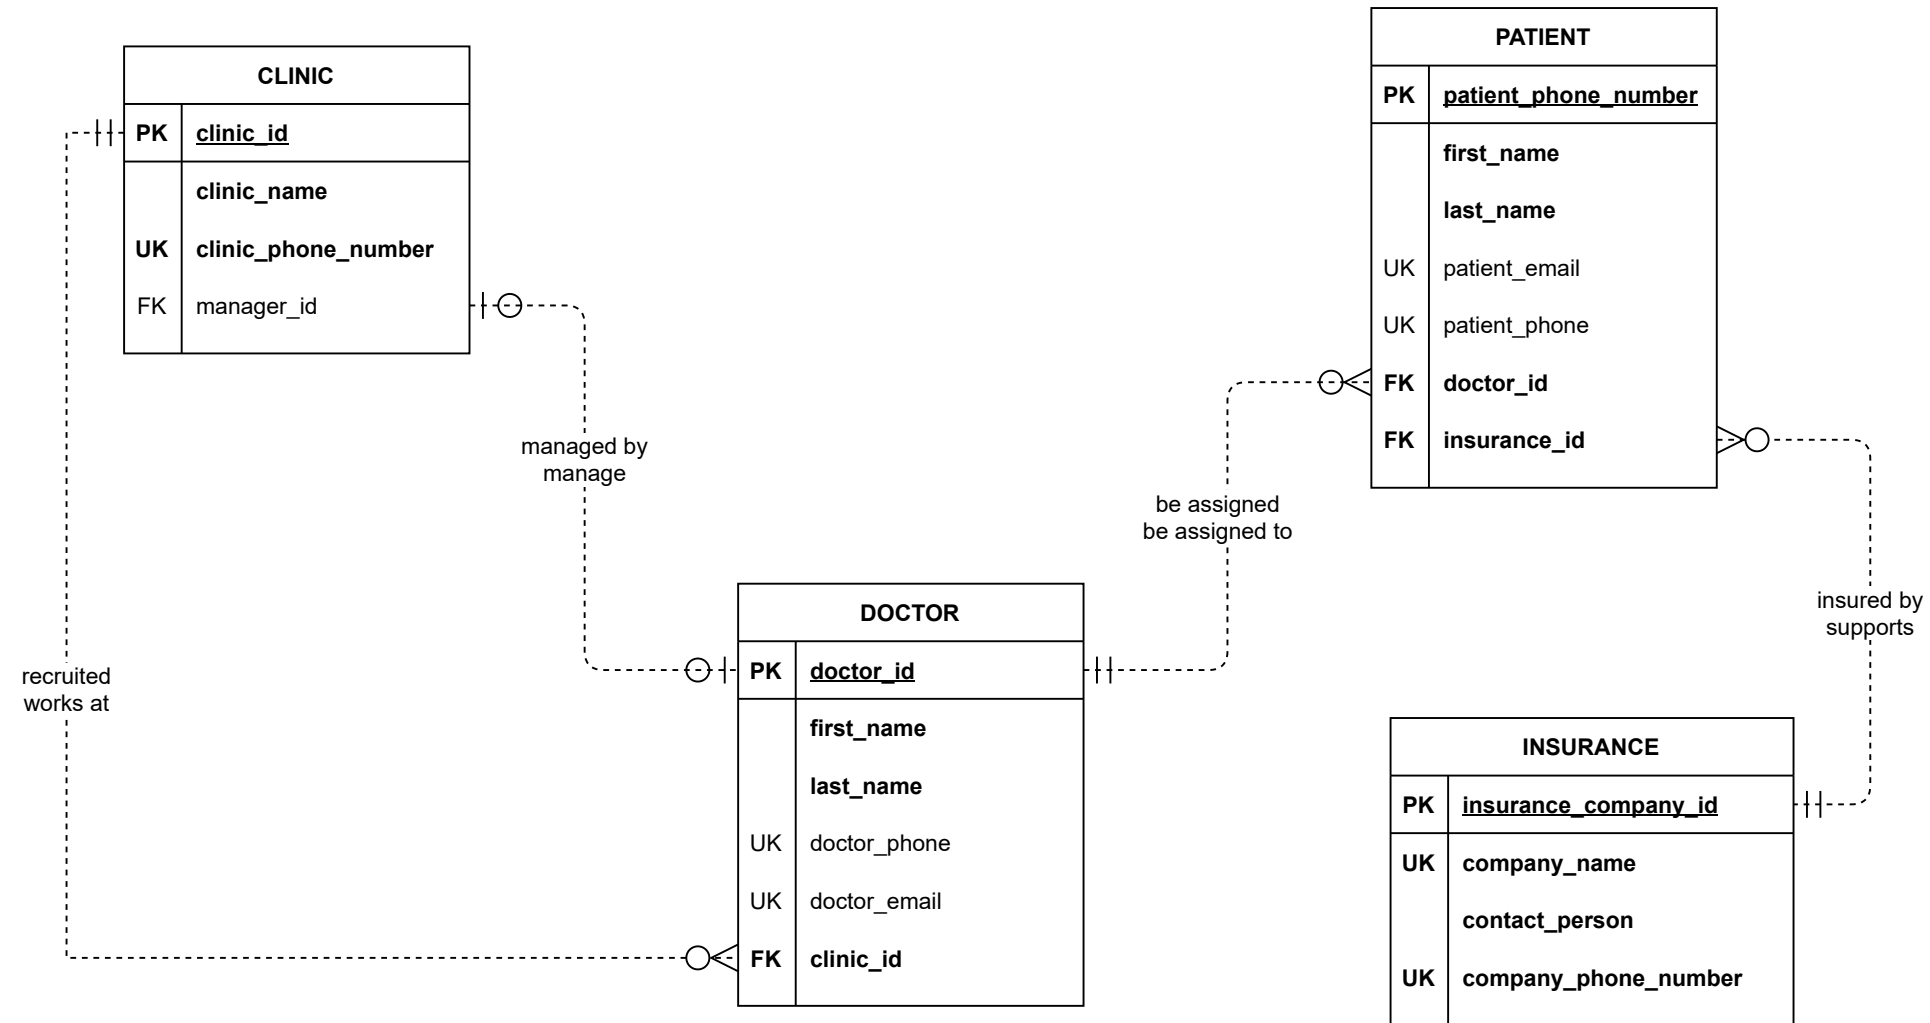 CLINIC
PK clinic_id
clinic_name
UK clinic_phone_number
FK manager_id
PATIENT
PK patient_phone_number
first_name
last_name
UK patient_email
UK patient_phone
FK doctor_id
FK insurance_id
managed by
manage
be assigned
be assigned to
insured by
supports
recruited
works at
DOCTOR
PK doctor_id
first_name
last_name
UK doctor_phone
UK doctor_email
FK clinic_id
INSURANCE
PK insurance_company_id
UK company_name
contact_person
UK company_phone_number